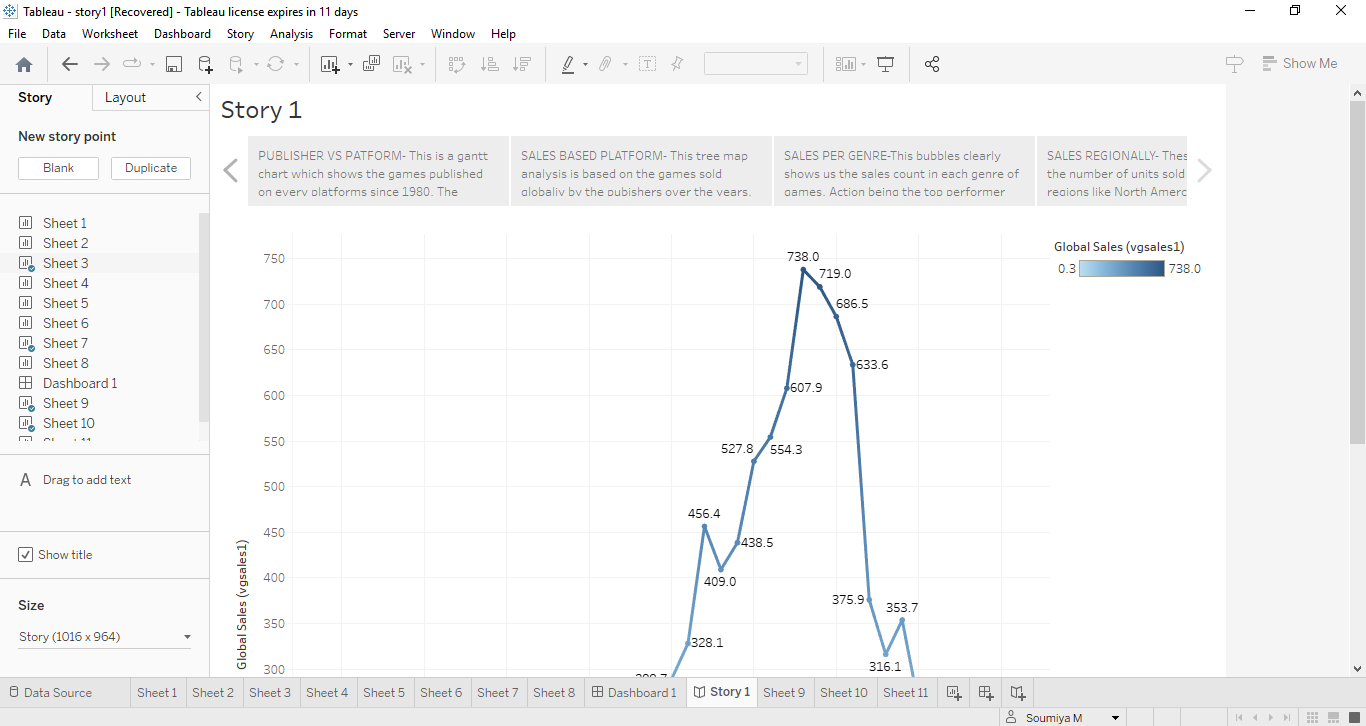 Tableau - story1 [Recovered] - Tableau license expires in 11 days
File Data Worksheet Dashboard Story Analysis Format Server Window Help
Show Me
Story Layout
New story point
Blank Duplicate
Sheet 1
Sheet 2
Sheet 3
Sheet 4
Sheet 5
Sheet 6
Sheet 7
Sheet 8
Dashboard 1
Sheet 9
Sheet 10
A Drag to add text
Show title
Size
Story (1016 x 964)
Story 1
PUBLISHER VS PATFORM- This is a gantt
chart which shows the games published
on every platforms since 1980. The
SALES BASED PLATFORM- This tree map
analysis is based on the games sold
globally by the pubishers over the years.
SALES PER GENRE-This bubbles clearly
shows us the sales count in each genre of
games. Action being the top performer
SALES REGIONALLY- Thes
the number of units sold
regions like North Amerc
Global Sales (vgsales1)
0.3 738.0
750
700
650
600
550
500
450
400
350
300
Global Sales (vgsales1)
738.0
719.0
686.5
633.6
607.9
554.3
527.8
456.4
438.5
409.0
375.9
353.7
328.1
316.1
Data Source Sheet 1 Sheet 2 Sheet 3 Sheet 4 Sheet 5 Sheet 6 Sheet 7 Sheet 8 Dashboard 1 Story 1 Sheet 9 Sheet 10 Sheet 11
Soumiya M